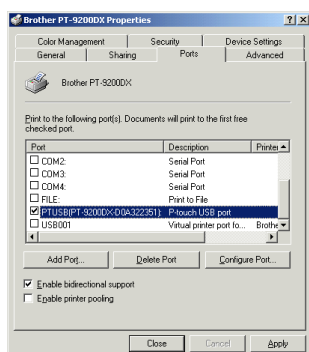 Brother PT-9200DX Properties
Color Management Security Device Settings
General Sharing Ports Advanced
Brother PT-9200DX
Print to the following port(s). Documents will print to the first free
checked port.
Port Description Printer
COM2: Serial Port
COM3: Serial Port
COM4: Serial Port
FILE: Print to File
PTUSB(PT-9200DX-D0A322351): P-touch USB port
USB001 Virtual printer port fo... Brothe
Add Port... Delete Port Configure Port...
Enable bidirectional support
Enable printer pooling
Close Cancel Apply